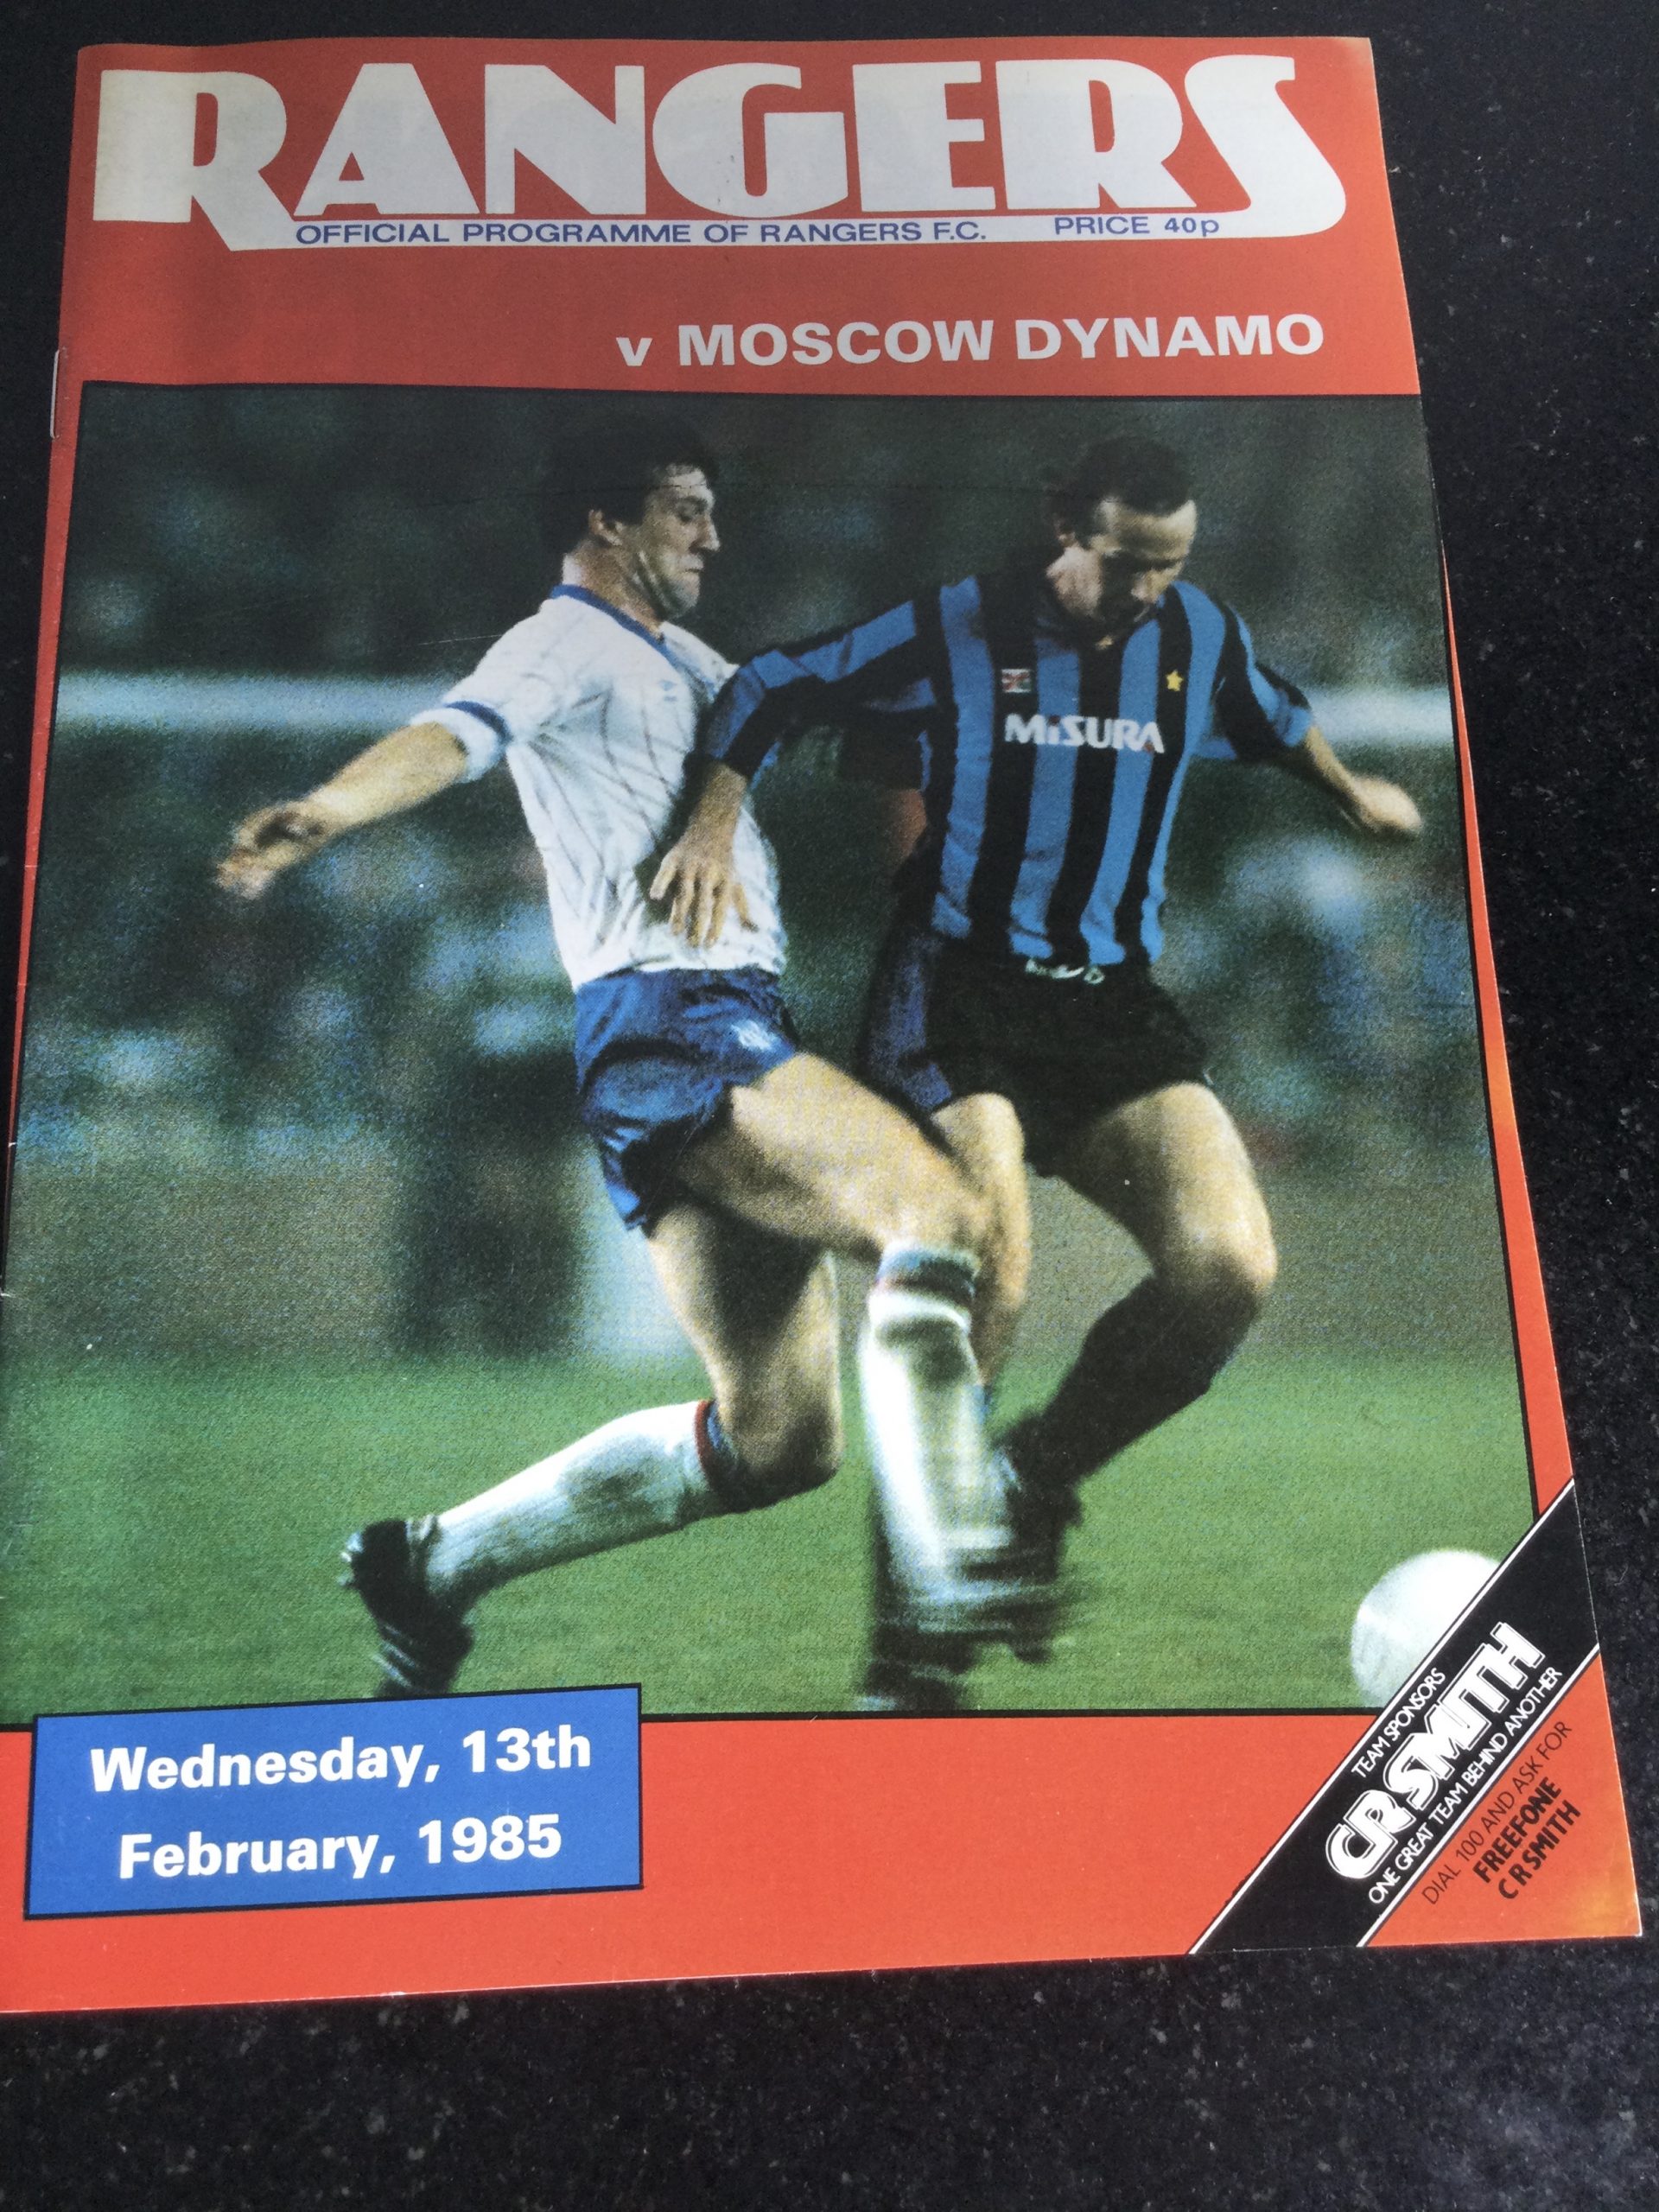 RANGERS
OFFICIAL PROGRAMME OF RANGERS F.C. PRICE 40p
v MOSCOW DYNAMO
MiSURA
Wednesday, 13th
February, 1985
TEAM SPONSORS
CR SMITH
ONE GREAT TEAM BEHIND ANOTHER
DIAL 100 AND ASK FOR
FREEFONE
CR SMITH